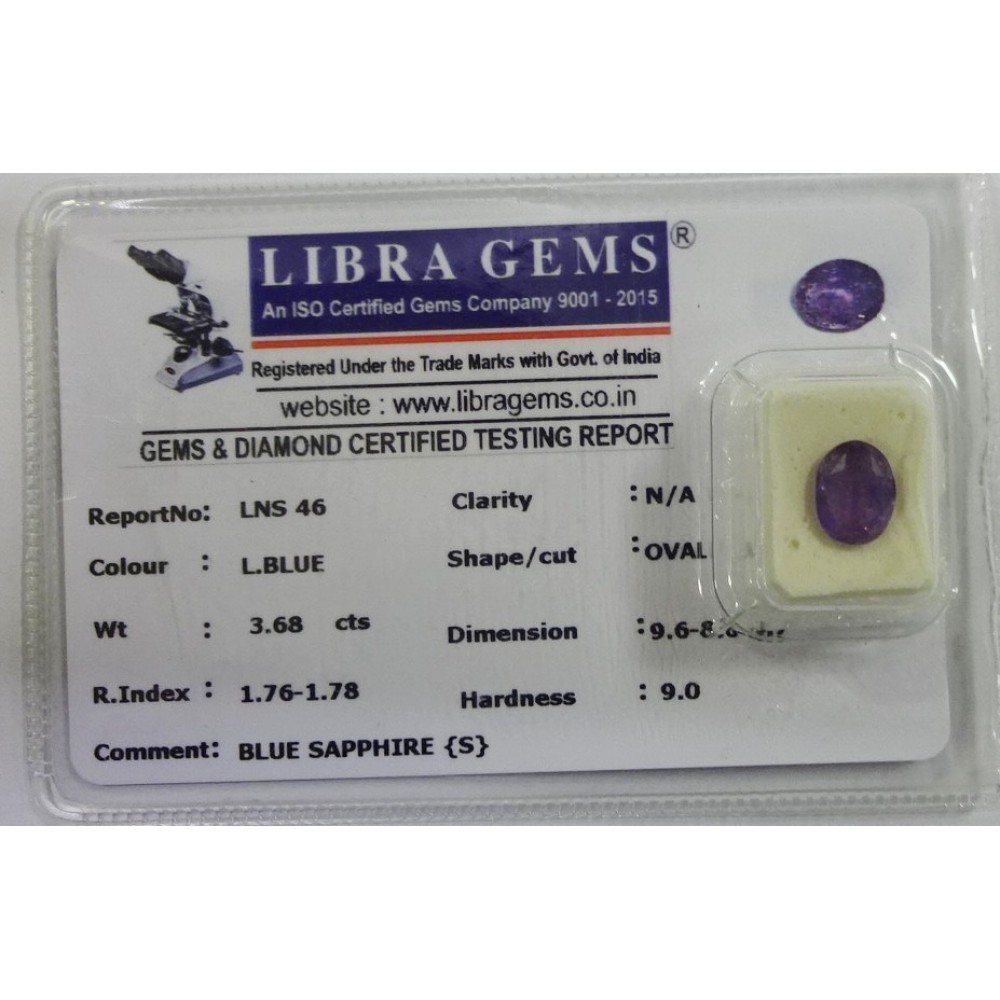 LIBRA GEMS ®
An ISO Certified Gems Company 9001 - 2015
Registered Under the Trade Marks with Govt. of India
website : www.libragems.co.in
GEMS & DIAMOND CERTIFIED TESTING REPORT
ReportNo: LNS 46 Clarity : N/A
Colour : L.BLUE Shape/cut : OVAL
Wt : 3.68 cts Dimension :
R.Index : 1.76-1.78 Hardness : 9.0
Comment: BLUE SAPPHIRE {S}